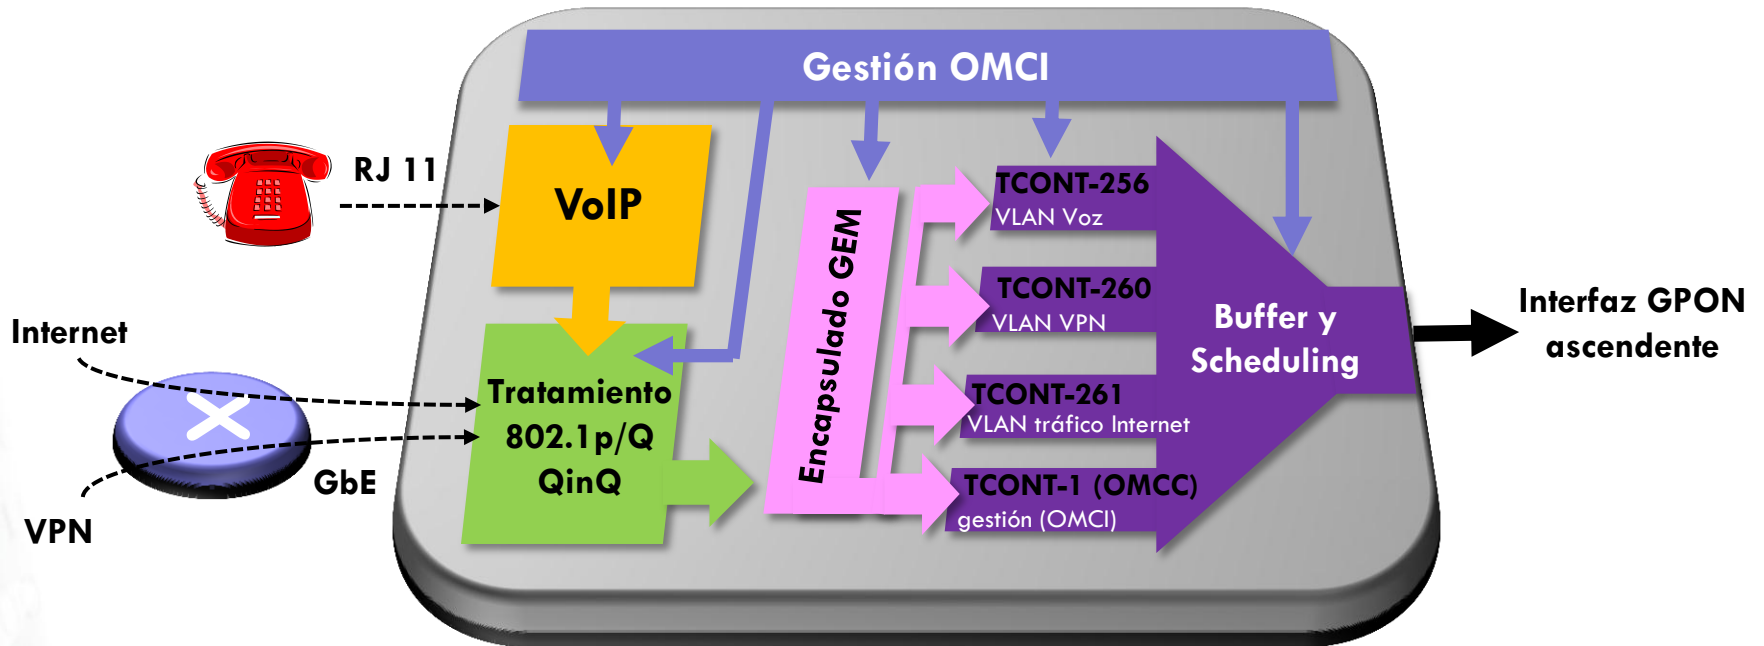 Gestión OMCI
RJ 11
VoIP
Internet
VPN
GbE
Tratamiento
802.1p/Q
QinQ
Encapsulado GEM
TCONT-256
VLAN Voz
TCONT-260
VLAN VPN
TCONT-261
VLAN tráfico Internet
TCONT-1 (OMCC)
gestión (OMCI)
Buffer y
Scheduling
Interfaz GPON
ascendente